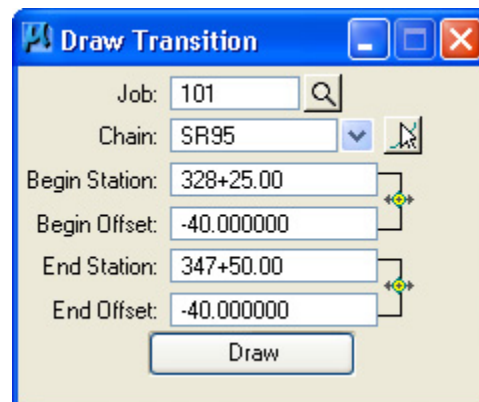 Draw Transition
Job: 101
Chain: SR95
Begin Station: 328+25.00
Begin Offset: -40.000000
End Station: 347+50.00
End Offset: -40.000000
Draw